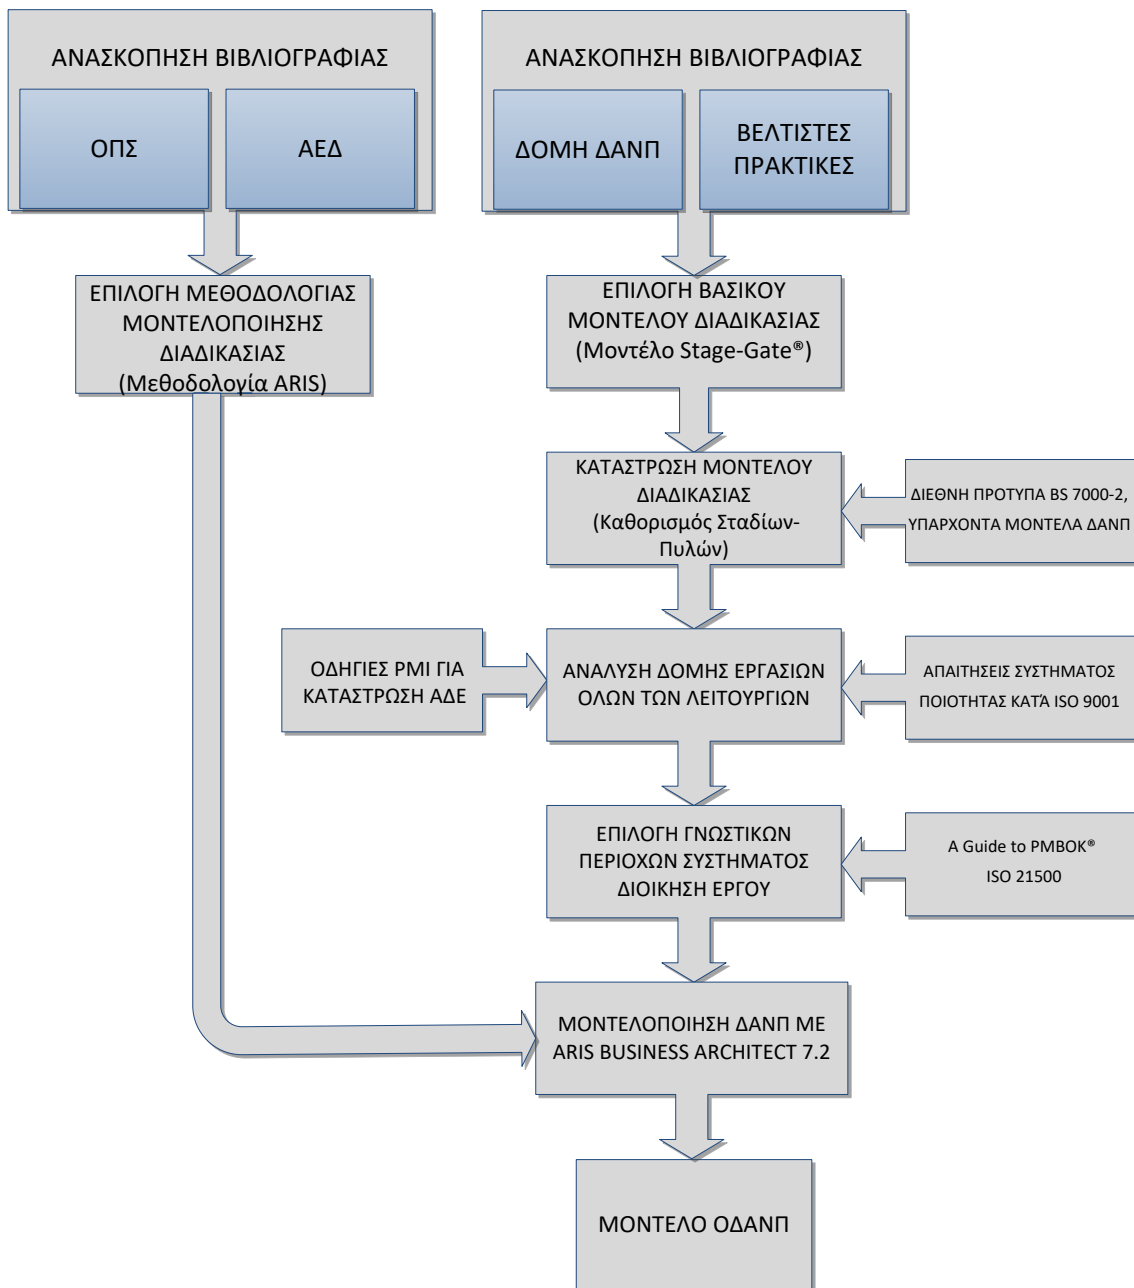 ΑΝΑΣΚΟΠΗΣΗ ΒΙΒΛΙΟΓΡΑΦΙΑΣ
ΟΠΣ
ΑΕΔ
ΑΝΑΣΚΟΠΗΣΗ ΒΙΒΛΙΟΓΡΑΦΙΑΣ
ΔΟΜΗ ΔΑΝΠ
ΒΕΛΤΙΣΤΕΣ
ΠΡΑΚΤΙΚΕΣ
ΕΠΙΛΟΓΗ ΜΕΘΟΔΟΛΟΓΙΑΣ
ΜΟΝΤΕΛΟΠΟΙΗΣΗΣ
ΔΙΑΔΙΚΑΣΙΑΣ
(Μεθοδολογία ARIS)
ΕΠΙΛΟΓΗ ΒΑΣΙΚΟΥ
ΜΟΝΤΕΛΟΥ ΔΙΑΔΙΚΑΣΙΑΣ
(Μοντέλο Stage-Gate®)
ΚΑΤΑΣΤΡΩΣΗ ΜΟΝΤΕΛΟΥ
ΔΙΑΔΙΚΑΣΙΑΣ
(Καθορισμός Σταδίων-
Πυλών)
ΔΙΕΘΝΗ ΠΡΟΤΥΠΑ BS 7000-2,
ΥΠΑΡΧΟΝΤΑ ΜΟΝΤΕΛΑ ΔΑΝΠ
ΟΔΗΓΙΕΣ PMI ΓΙΑ
ΚΑΤΑΣΤΡΩΣΗ ΑΔΕ
ΑΝΑΛΥΣΗ ΔΟΜΗΣ ΕΡΓΑΣΙΩΝ
ΟΛΩΝ ΤΩΝ ΛΕΙΤΟΥΡΓΙΩΝ
ΑΠΑΙΤΗΣΕΙΣ ΣΥΣΤΗΜΑΤΟΣ
ΠΟΙΟΤΗΤΑΣ ΚΑΤΆ ISO 9001
ΕΠΙΛΟΓΗ ΓΝΩΣΤΙΚΩΝ
ΠΕΡΙΟΧΩΝ ΣΥΣΤΗΜΑΤΟΣ
ΔΙΟΙΚΗΣΗ ΕΡΓΟΥ
A Guide to PMBOK®
ISO 21500
ΜΟΝΤΕΛΟΠΟΙΗΣΗ ΔΑΝΠ ΜΕ
ARIS BUSINESS ARCHITECT 7.2
ΜΟΝΤΕΛΟ ΟΔΑΝΠ